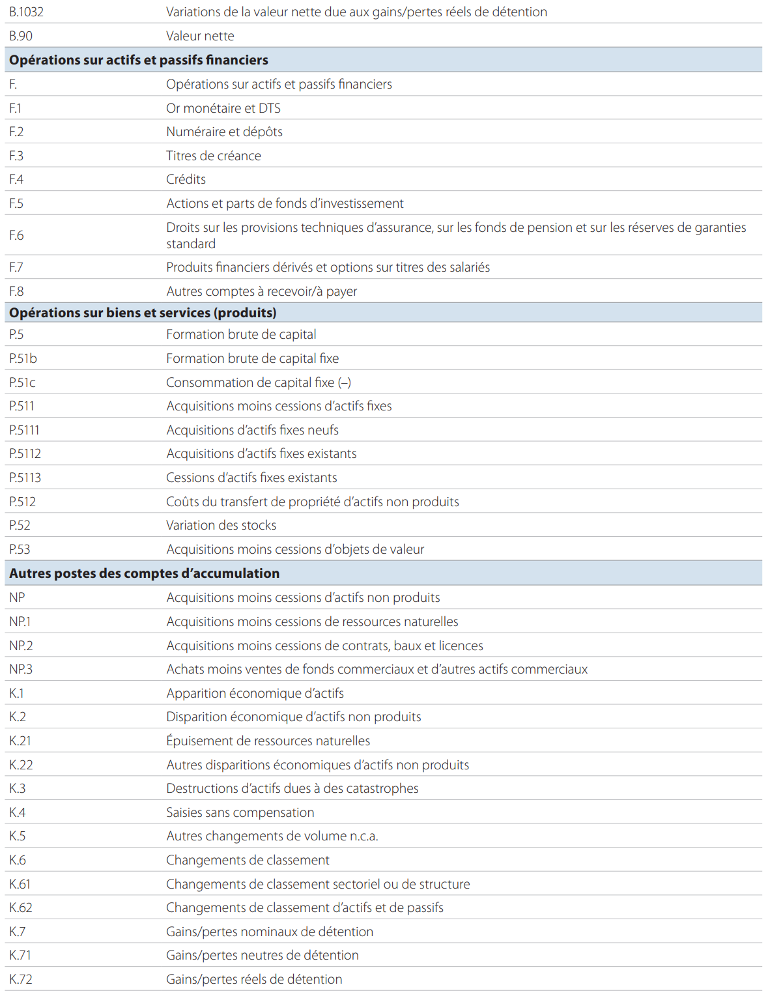 B.1032 Variations de la valeur nette due aux gains/pertes réels de détention
B.90 Valeur nette
Opérations sur actifs et passifs financiers
F. Opérations sur actifs et passifs financiers
F.1 Or monétaire et DTS
F.2 Numéraire et dépôts
F.3 Titres de créance
F.4 Crédits
F.5 Actions et parts de fonds d’investissement
F.6 Droits sur les provisions techniques d’assurance, sur les fonds de pension et sur les réserves de garanties
standard
F.7 Produits financiers dérivés et options sur titres des salariés
F.8 Autres comptes à recevoir/à payer
Opérations sur biens et services (produits)
P.5 Formation brute de capital
P.51b Formation brute de capital fixe
P.51c Consommation de capital fixe (–)
P.511 Acquisitions moins cessions d’actifs fixes
P.5111 Acquisitions d’actifs fixes neufs
P.5112 Acquisitions d’actifs fixes existants
P.5113 Cessions d’actifs fixes existants
P.512 Coûts du transfert de propriété d’actifs non produits
P.52 Variation des stocks
P.53 Acquisitions moins cessions d’objets de valeur
Autres postes des comptes d’accumulation
NP Acquisitions moins cessions d’actifs non produits
NP.1 Acquisitions moins cessions de ressources naturelles
NP.2 Acquisitions moins cessions de contrats, baux et licences
NP.3 Achats moins ventes de fonds commerciaux et d’autres actifs commerciaux
K.1 Apparition économique d’actifs
K.2 Disparition économique d’actifs non produits
K.21 Épuisement de ressources naturelles
K.22 Autres disparitions économiques d’actifs non produits
K.3 Destructions d’actifs dues à des catastrophes
K.4 Saisies sans compensation
K.5 Autres changements de volume n.c.a.
K.6 Changements de classement
K.61 Changements de classement sectoriel ou de structure
K.62 Changements de classement d’actifs et de passifs
K.7 Gains/pertes nominaux de détention
K.71 Gains/pertes neutres de détention
K.72 Gains/pertes réels de détention